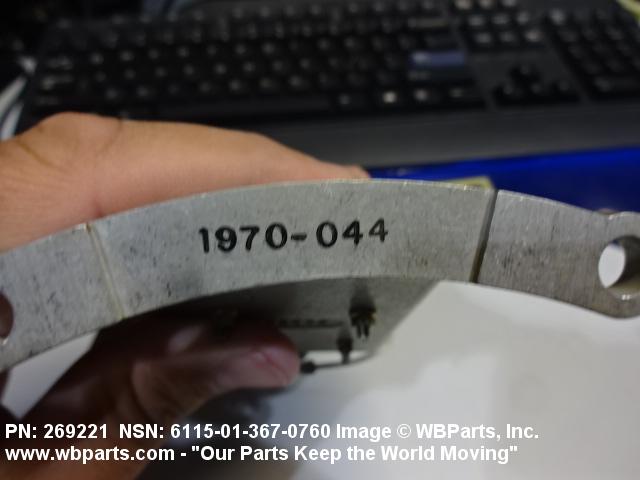 1970-044
PN: 269221 NSN: 6115-01-367-0760 Image © WBParts, Inc.
www.wbparts.com - "Our Parts Keep the World Moving"